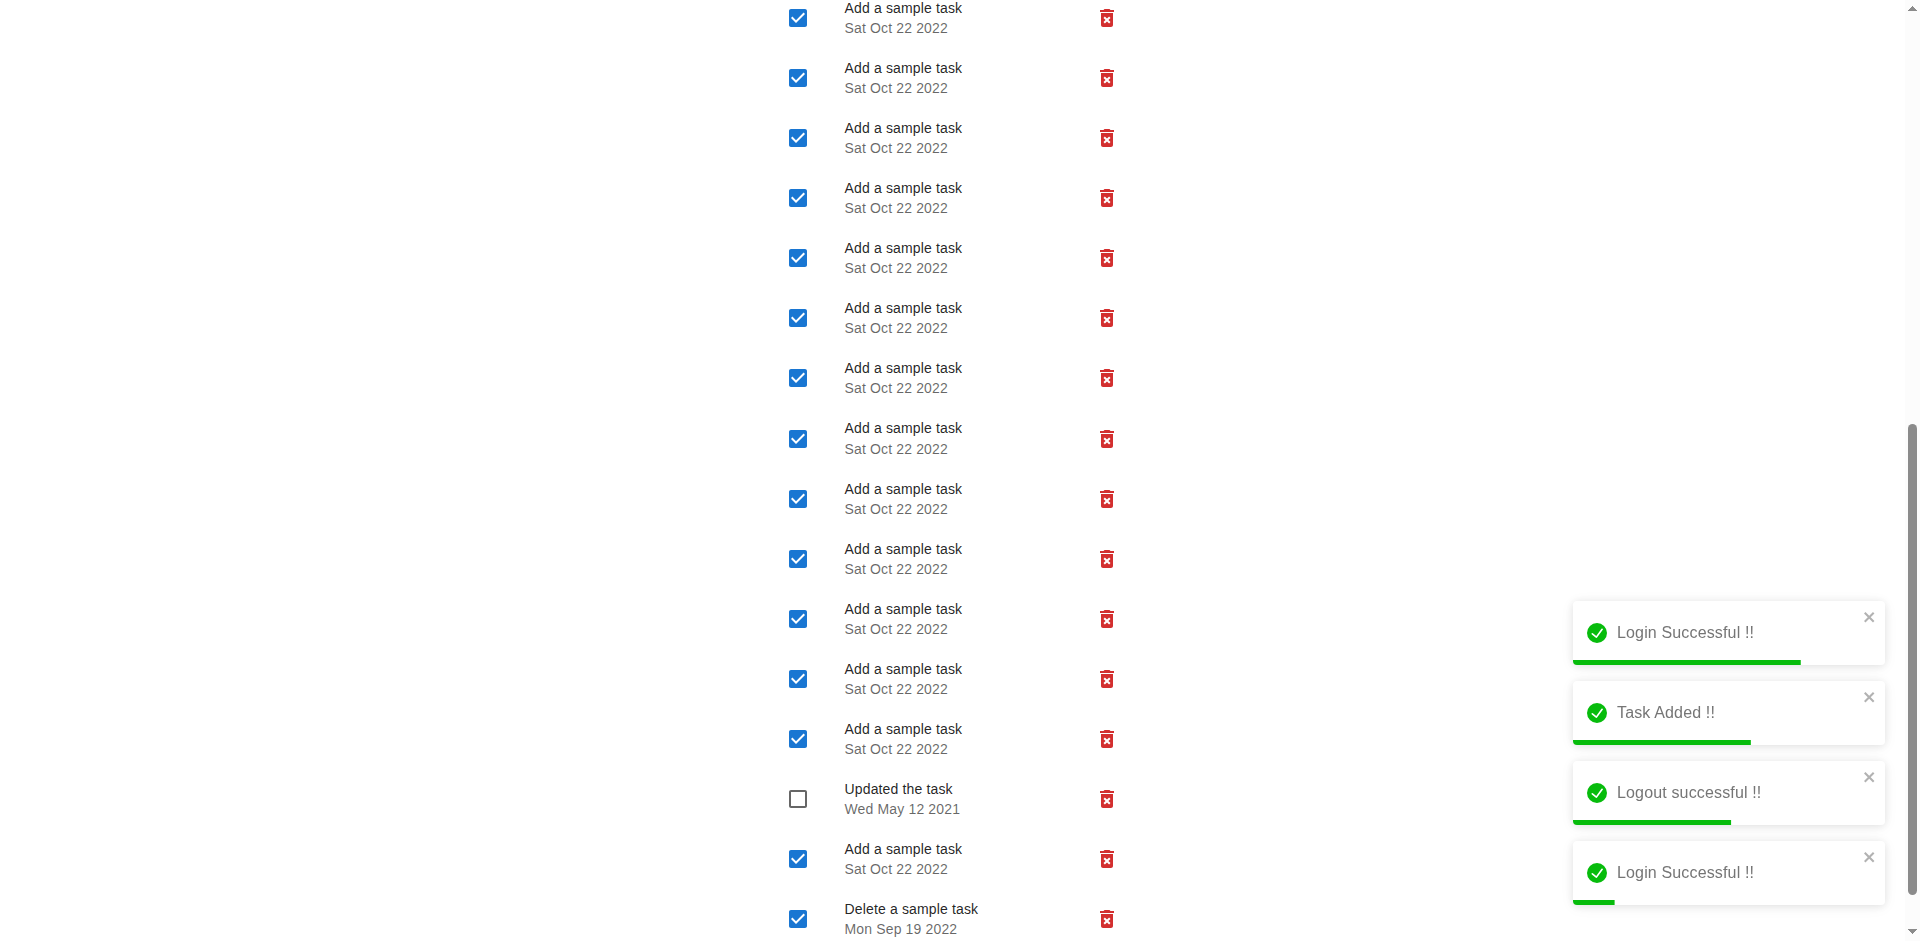 Add a sample task
Sat Oct 22 2022
Add a sample task
Sat Oct 22 2022
Add a sample task
Sat Oct 22 2022
Add a sample task
Sat Oct 22 2022
Add a sample task
Sat Oct 22 2022
Add a sample task
Sat Oct 22 2022
Add a sample task
Sat Oct 22 2022
Add a sample task
Sat Oct 22 2022
Add a sample task
Sat Oct 22 2022
Add a sample task
Sat Oct 22 2022
Add a sample task
Sat Oct 22 2022
Add a sample task
Sat Oct 22 2022
Add a sample task
Sat Oct 22 2022
Updated the task
Wed May 12 2021
Add a sample task
Sat Oct 22 2022
Delete a sample task
Mon Sep 19 2022
Login Successful !!
Task Added !!
Logout successful !!
Login Successful !!